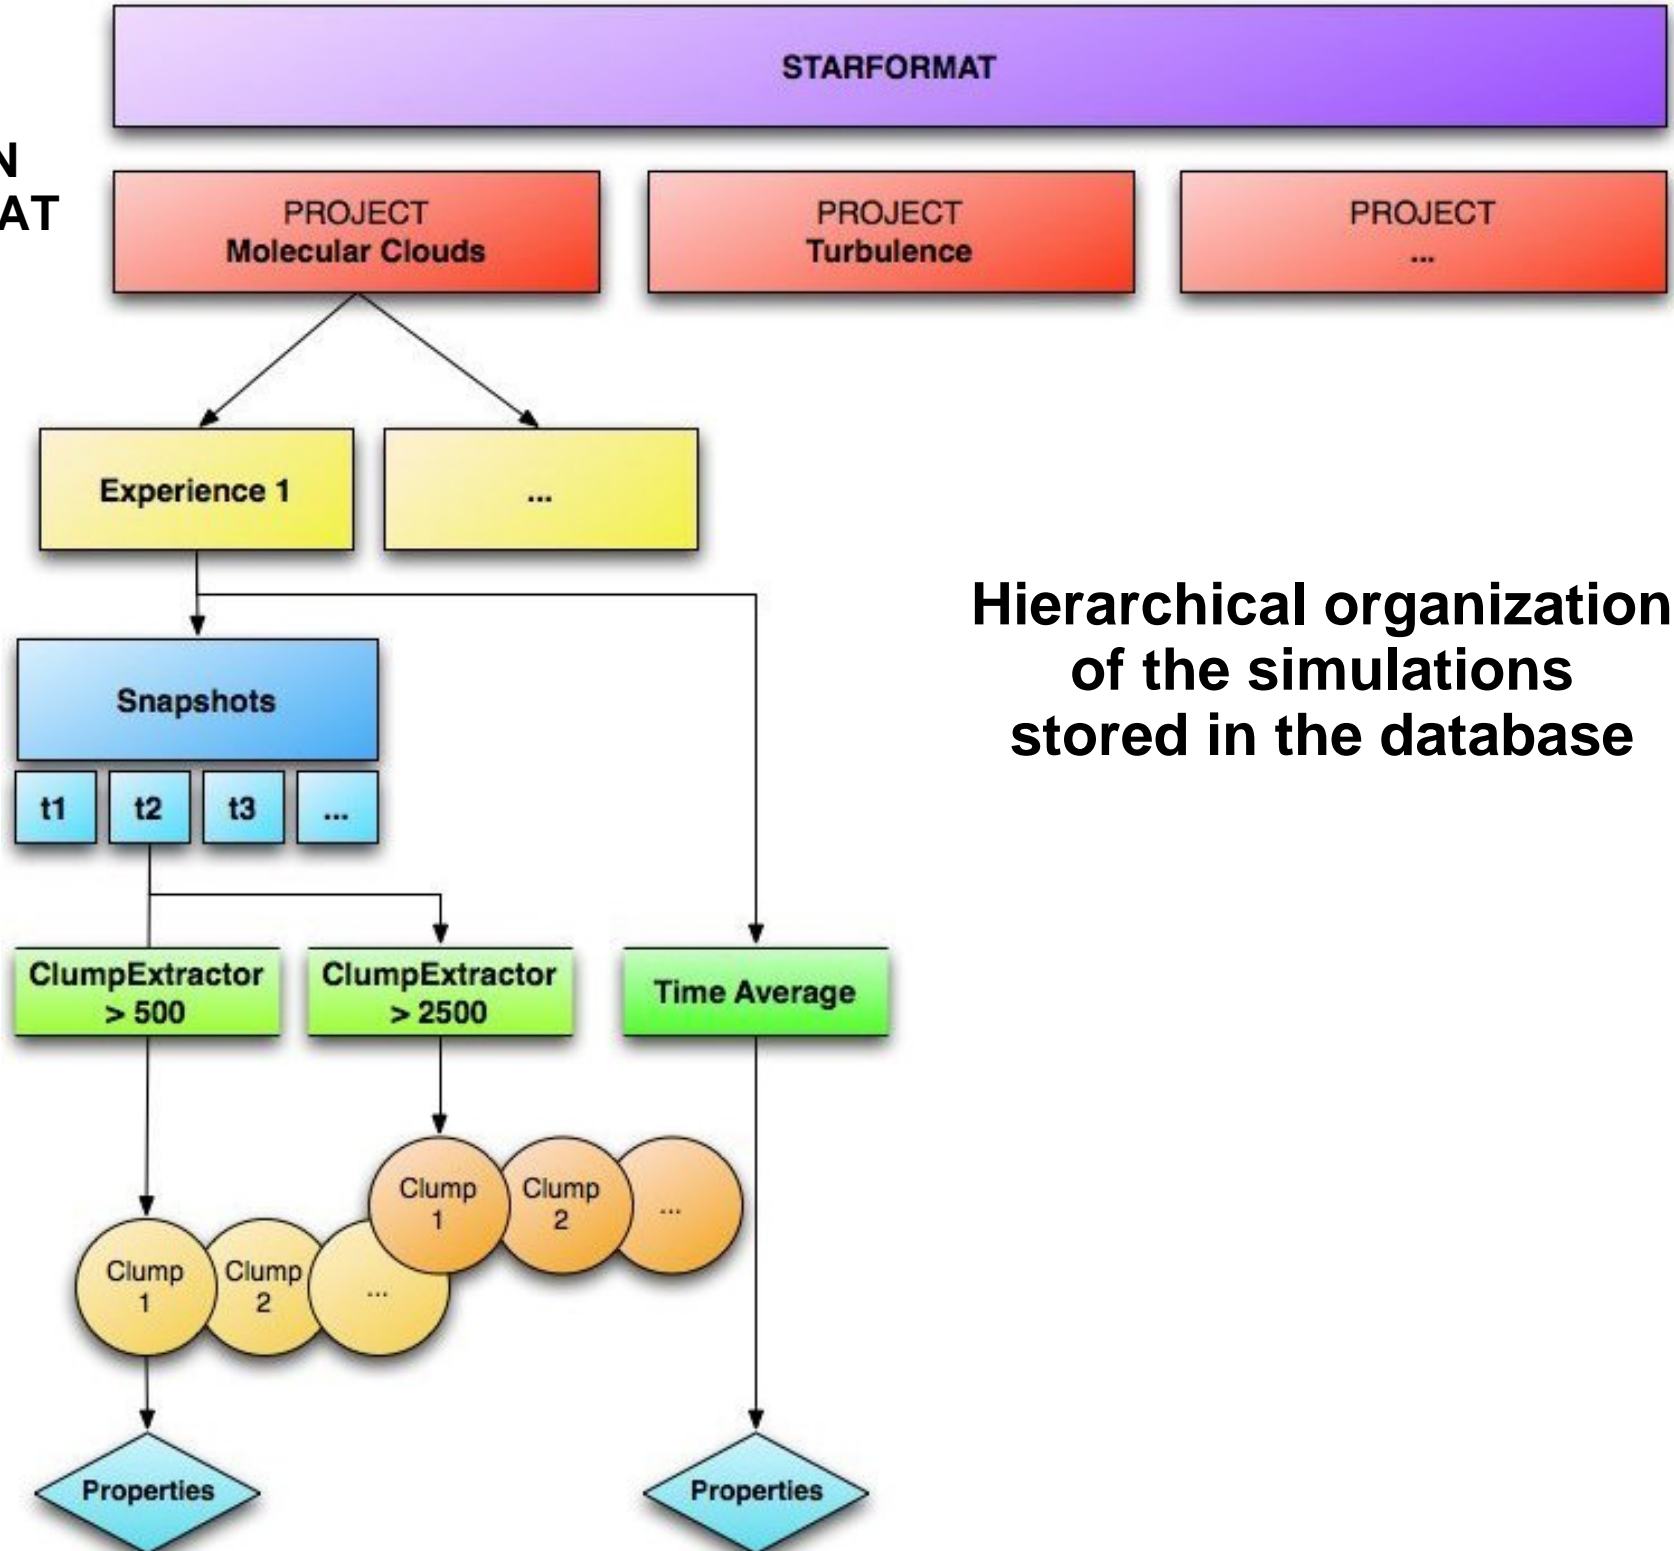 STARFORMAT
N
AT
PROJECT
Molecular Clouds
PROJECT
Turbulence
PROJECT
...
Experience 1
...
Hierarchical organization
of the simulations
stored in the database
Snapshots
t1
t2
t3
...
ClumpExtractor
> 500
ClumpExtractor
> 2500
Time Average
Clump
1
Clump
2
...
Clump
1
Clump
2
...
Properties
Properties